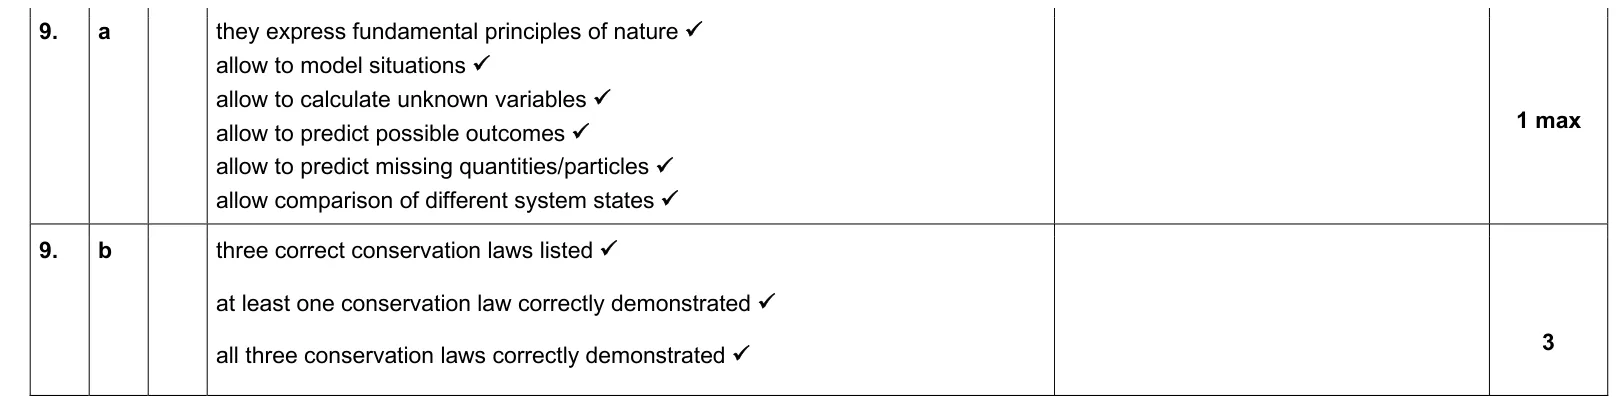 9. a they express fundamental principles of nature ✓
allow to model situations ✓
allow to calculate unknown variables ✓
allow to predict possible outcomes ✓
1 max
allow to predict missing quantities/particles ✓
allow comparison of different system states ✓
9. b three correct conservation laws listed ✓
at least one conservation law correctly demonstrated ✓
all three conservation laws correctly demonstrated ✓
3